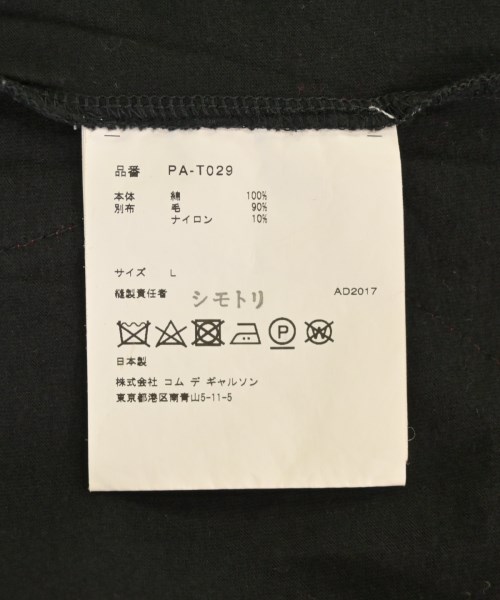 品番 PA-T029
本体 綿 100%
別布 毛 90%
ナイロン 10%
サイズ L
縫製責任者 シモトリ AD2017
日本製
株式会社 コム デ ギャルソン
東京都港区南青山5-11-5